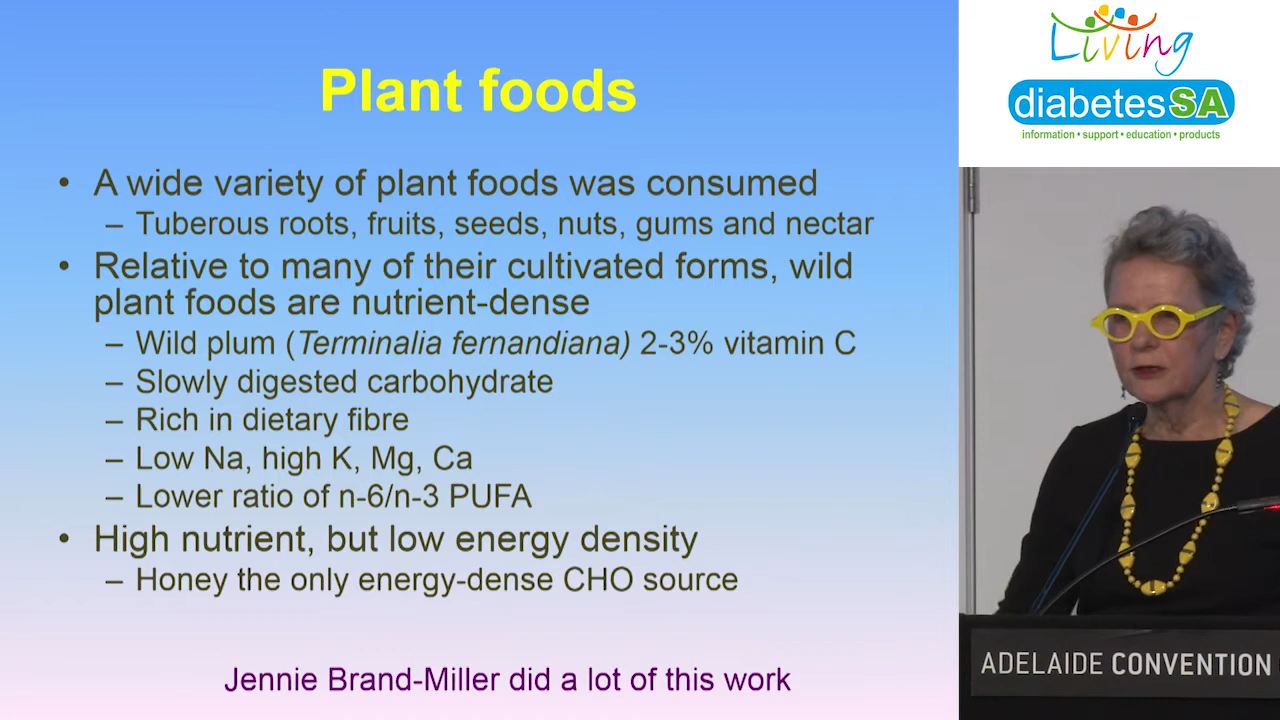 Plant foods
• A wide variety of plant foods was consumed
– Tuberous roots, fruits, seeds, nuts, gums and nectar
• Relative to many of their cultivated forms, wild
plant foods are nutrient-dense
– Wild plum (Terminalia fernandiana) 2-3% vitamin C
– Slowly digested carbohydrate
– Rich in dietary fibre
– Low Na, high K, Mg, Ca
– Lower ratio of n-6/n-3 PUFA
• High nutrient, but low energy density
– Honey the only energy-dense CHO source
Jennie Brand-Miller did a lot of this work
Living
diabetesSA
information • support • education • products
ADELAIDE CONVENTION